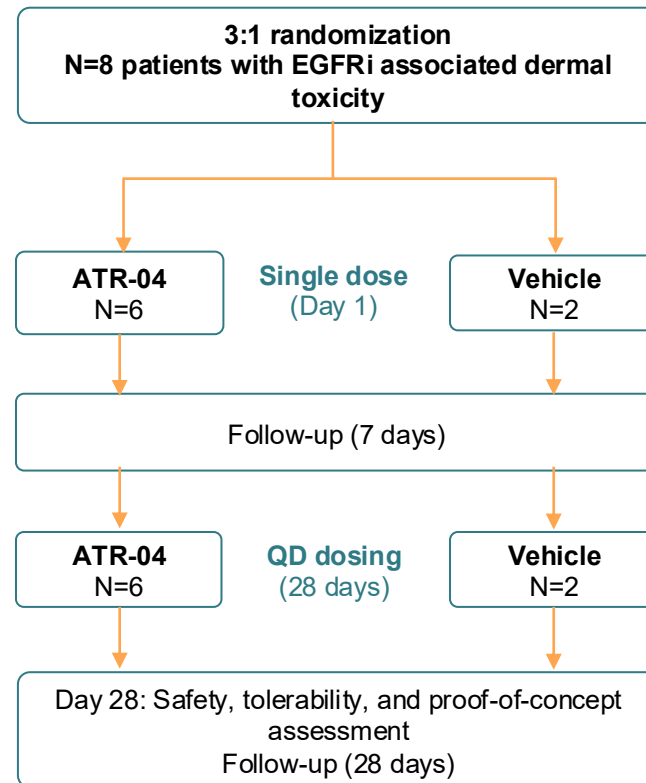 3:1 randomization
N=8 patients with EGFRi associated dermal
toxicity
ATR-04
N=6
Single dose
(Day 1)
Vehicle
N=2
Follow-up (7 days)
ATR-04
N=6
QD dosing
(28 days)
Vehicle
N=2
Day 28: Safety, tolerability, and proof-of-concept
assessment
Follow-up (28 days)